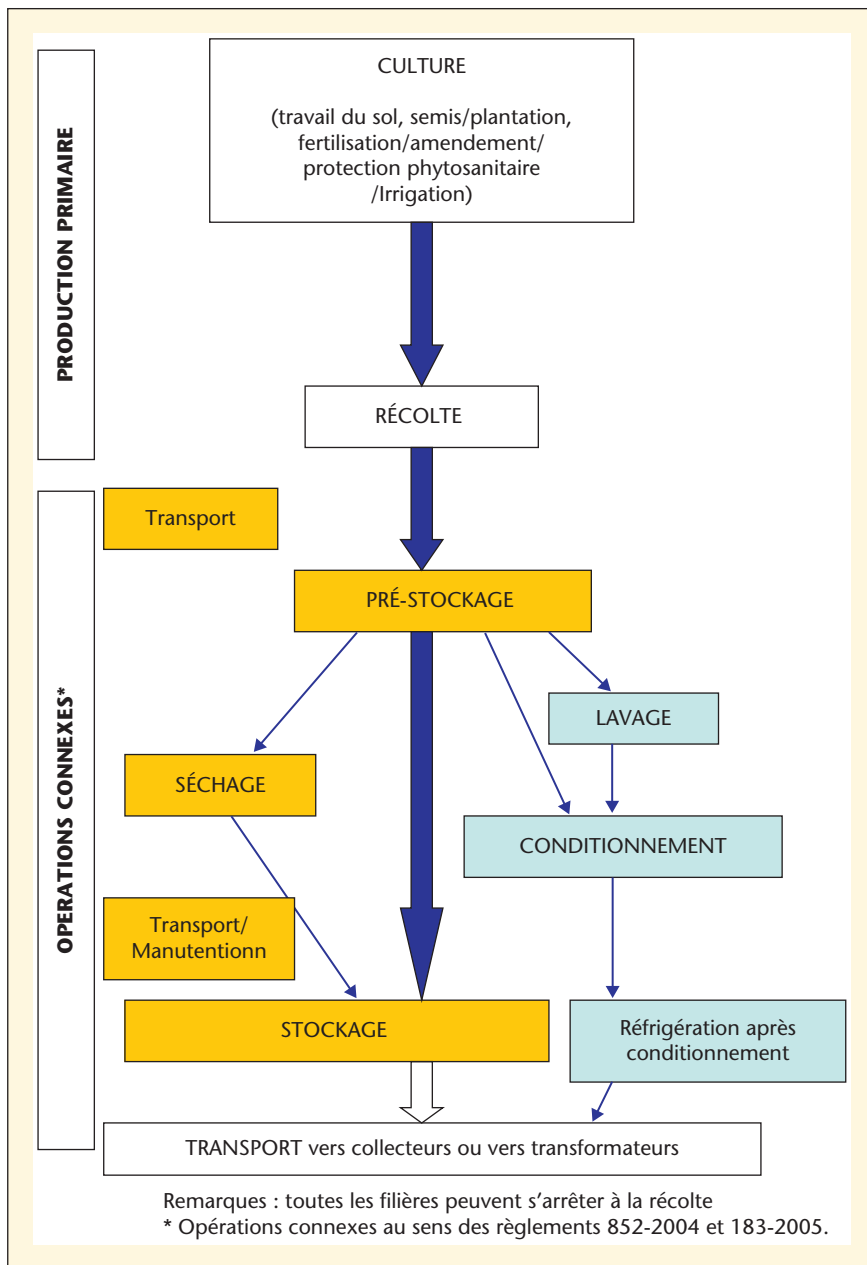 PRODUCTION PRIMAIRE
CULTURE
(travail du sol, semis/plantation,
fertilisation/amendement/
protection phytosanitaire
/Irrigation)
RÉCOLTE
OPERATIONS CONNEXES*
Transport
PRÉ-STOCKAGE
LAVAGE
SÉCHAGE
CONDITIONNEMENT
Transport/
Manutentionn
STOCKAGE
Réfrigération après
conditionnement
TRANSPORT vers collecteurs ou vers transformateurs
Remarques : toutes les filières peuvent s’arrêter à la récolte
* Opérations connexes au sens des règlements 852-2004 et 183-2005.